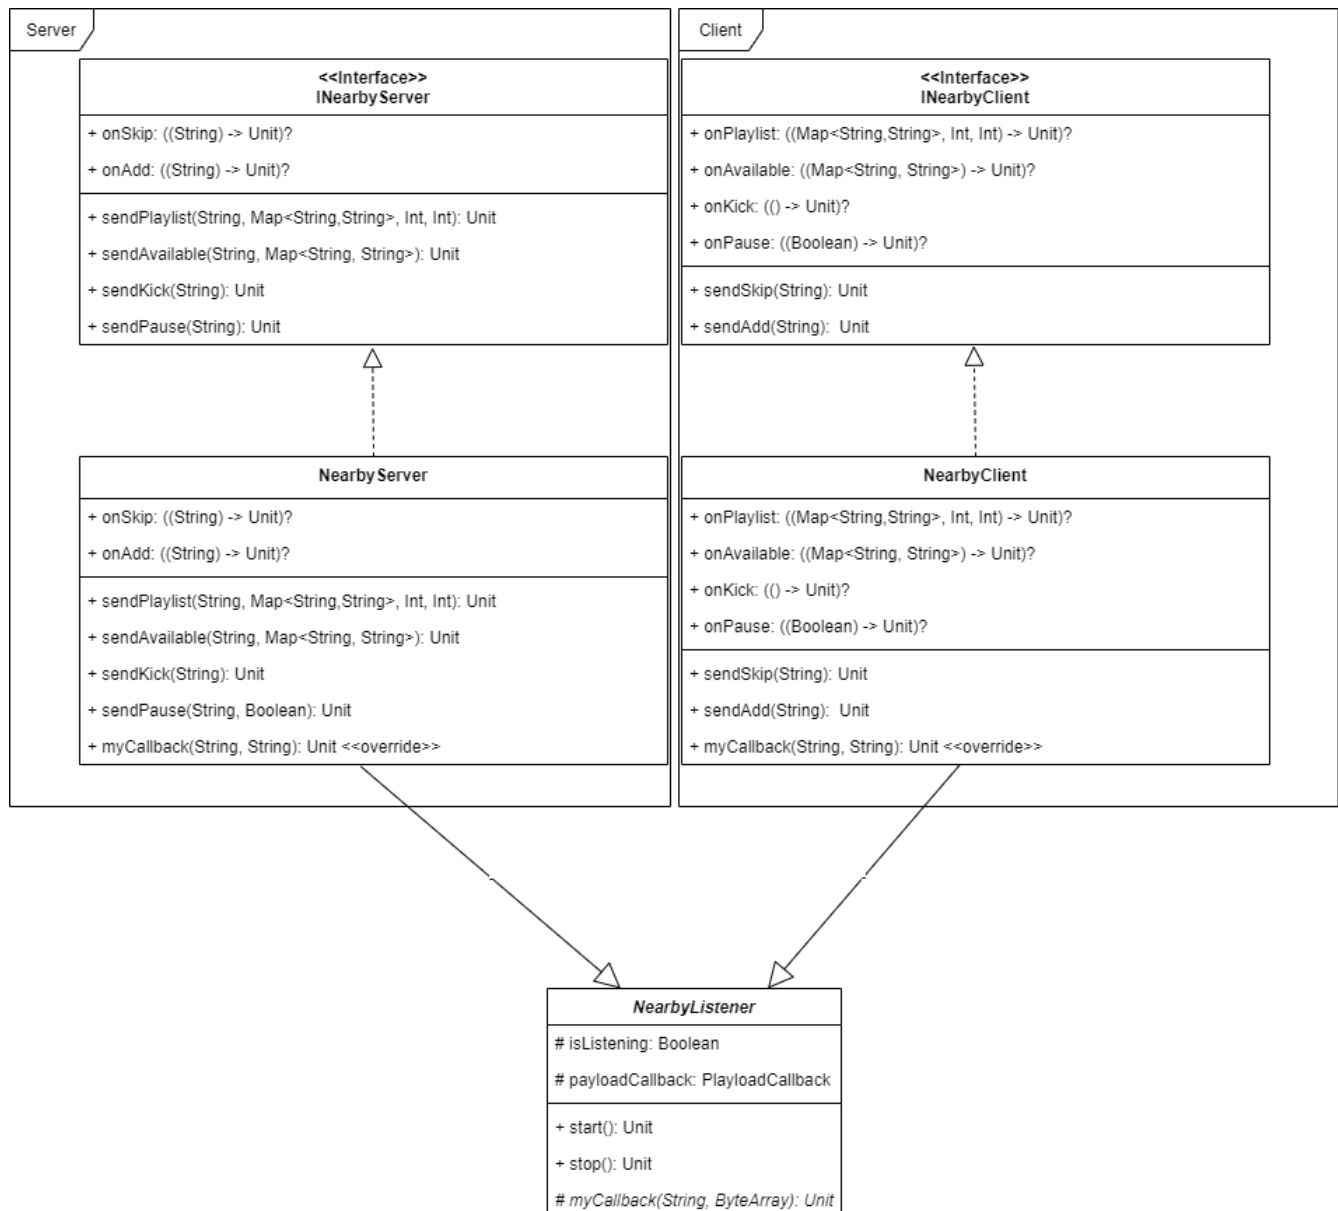 Server
<<Interface>>
INearbyServer
+ onSkip: ((String) -> Unit)?
+ onAdd: ((String) -> Unit)?
+ sendPlaylist(String, Map<String,String>, Int, Int): Unit
+ sendAvailable(String, Map<String, String>): Unit
+ sendKick(String): Unit
+ sendPause(String): Unit
NearbyServer
+ onSkip: ((String) -> Unit)?
+ onAdd: ((String) -> Unit)?
+ sendPlaylist(String, Map<String,String>, Int, Int): Unit
+ sendAvailable(String, Map<String, String>): Unit
+ sendKick(String): Unit
+ sendPause(String, Boolean): Unit
+ myCallback(String, String): Unit <<override>>
Client
<<Interface>>
INearbyClient
+ onPlaylist: ((Map<String,String>, Int, Int) -> Unit)?
+ onAvailable: ((Map<String, String>) -> Unit)?
+ onKick: (() -> Unit)?
+ onPause: ((Boolean) -> Unit)?
+ sendSkip(String): Unit
+ sendAdd(String):  Unit
NearbyClient
+ onPlaylist: ((Map<String,String>, Int, Int) -> Unit)?
+ onAvailable: ((Map<String, String>) -> Unit)?
+ onKick: (() -> Unit)?
+ onPause: ((Boolean) -> Unit)?
+ sendSkip(String): Unit
+ sendAdd(String):  Unit
+ myCallback(String, String): Unit <<override>>
NearbyListener
# isListening: Boolean
# payloadCallback: PlayloadCallback
+ start(): Unit
+ stop(): Unit
# myCallback(String, ByteArray): Unit